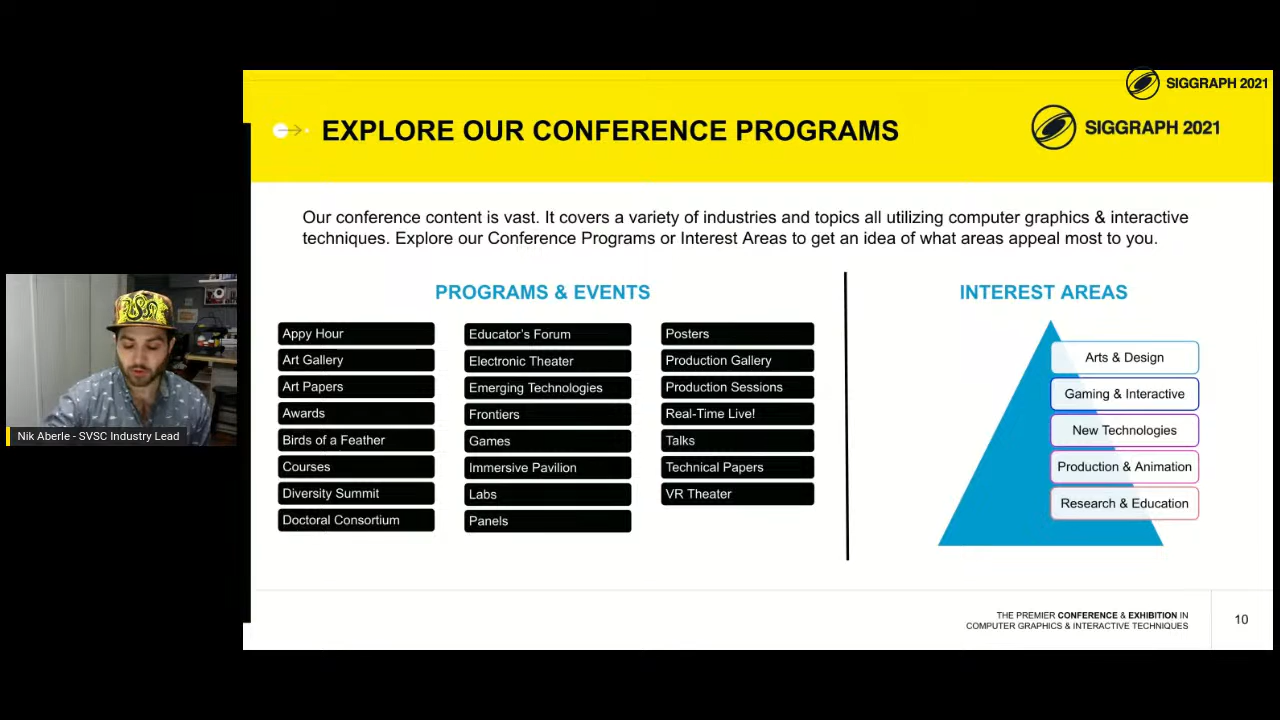 SIGGRAPH 2021
EXPLORE OUR CONFERENCE PROGRAMS
SIGGRAPH 2021
Our conference content is vast. It covers a variety of industries and topics all utilizing computer graphics & interactive
techniques. Explore our Conference Programs or Interest Areas to get an idea of what areas appeal most to you.
PROGRAMS & EVENTS
Appy Hour
Art Gallery
Art Papers
Awards
Birds of a Feather
Courses
Diversity Summit
Doctoral Consortium
Educator's Forum
Electronic Theater
Emerging Technologies
Frontiers
Games
Immersive Pavilion
Labs
Panels
Posters
Production Gallery
Production Sessions
Real-Time Live!
Talks
Technical Papers
VR Theater
INTEREST AREAS
Arts & Design
Gaming & Interactive
New Technologies
Production & Animation
Research & Education
Nik Aberle - SVSC Industry Lead
THE PREMIER CONFERENCE & EXHIBITION IN
COMPUTER GRAPHICS & INTERACTIVE TECHNIQUES
10